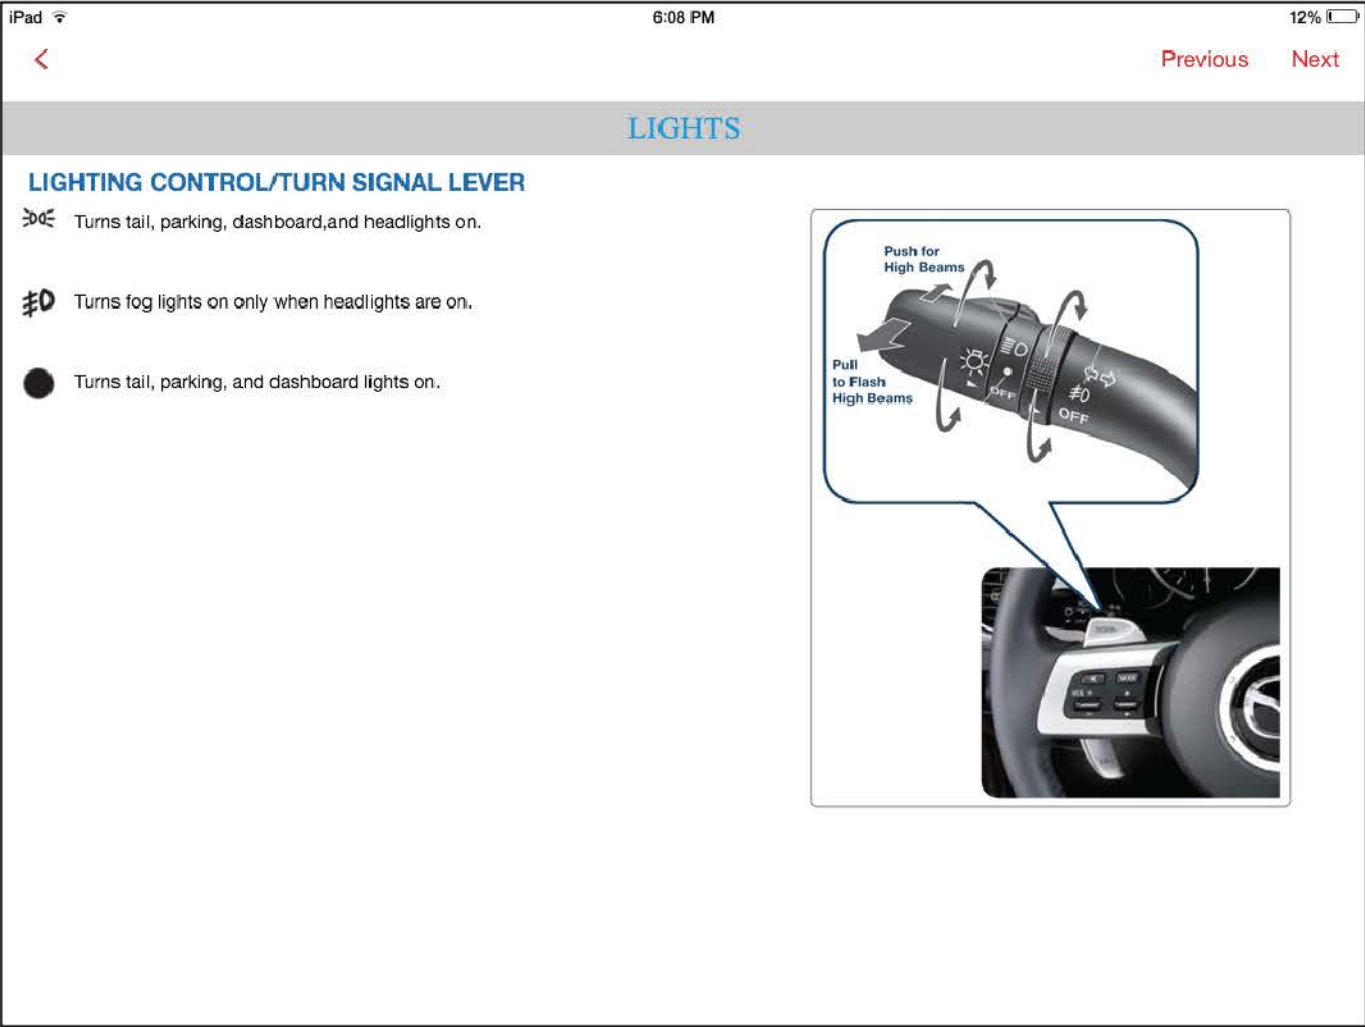 iPad 6:08 PM 12%
Previous Next
LIGHTS
LIGHTING CONTROL/TURN SIGNAL LEVER
Turns tail, parking, dashboard,and headlights on.
Turns fog lights on only when headlights are on.
Turns tail, parking, and dashboard lights on.
Push for
High Beams
Pull
to Flash
High Beams
OFF
OFF
VOL
MODE